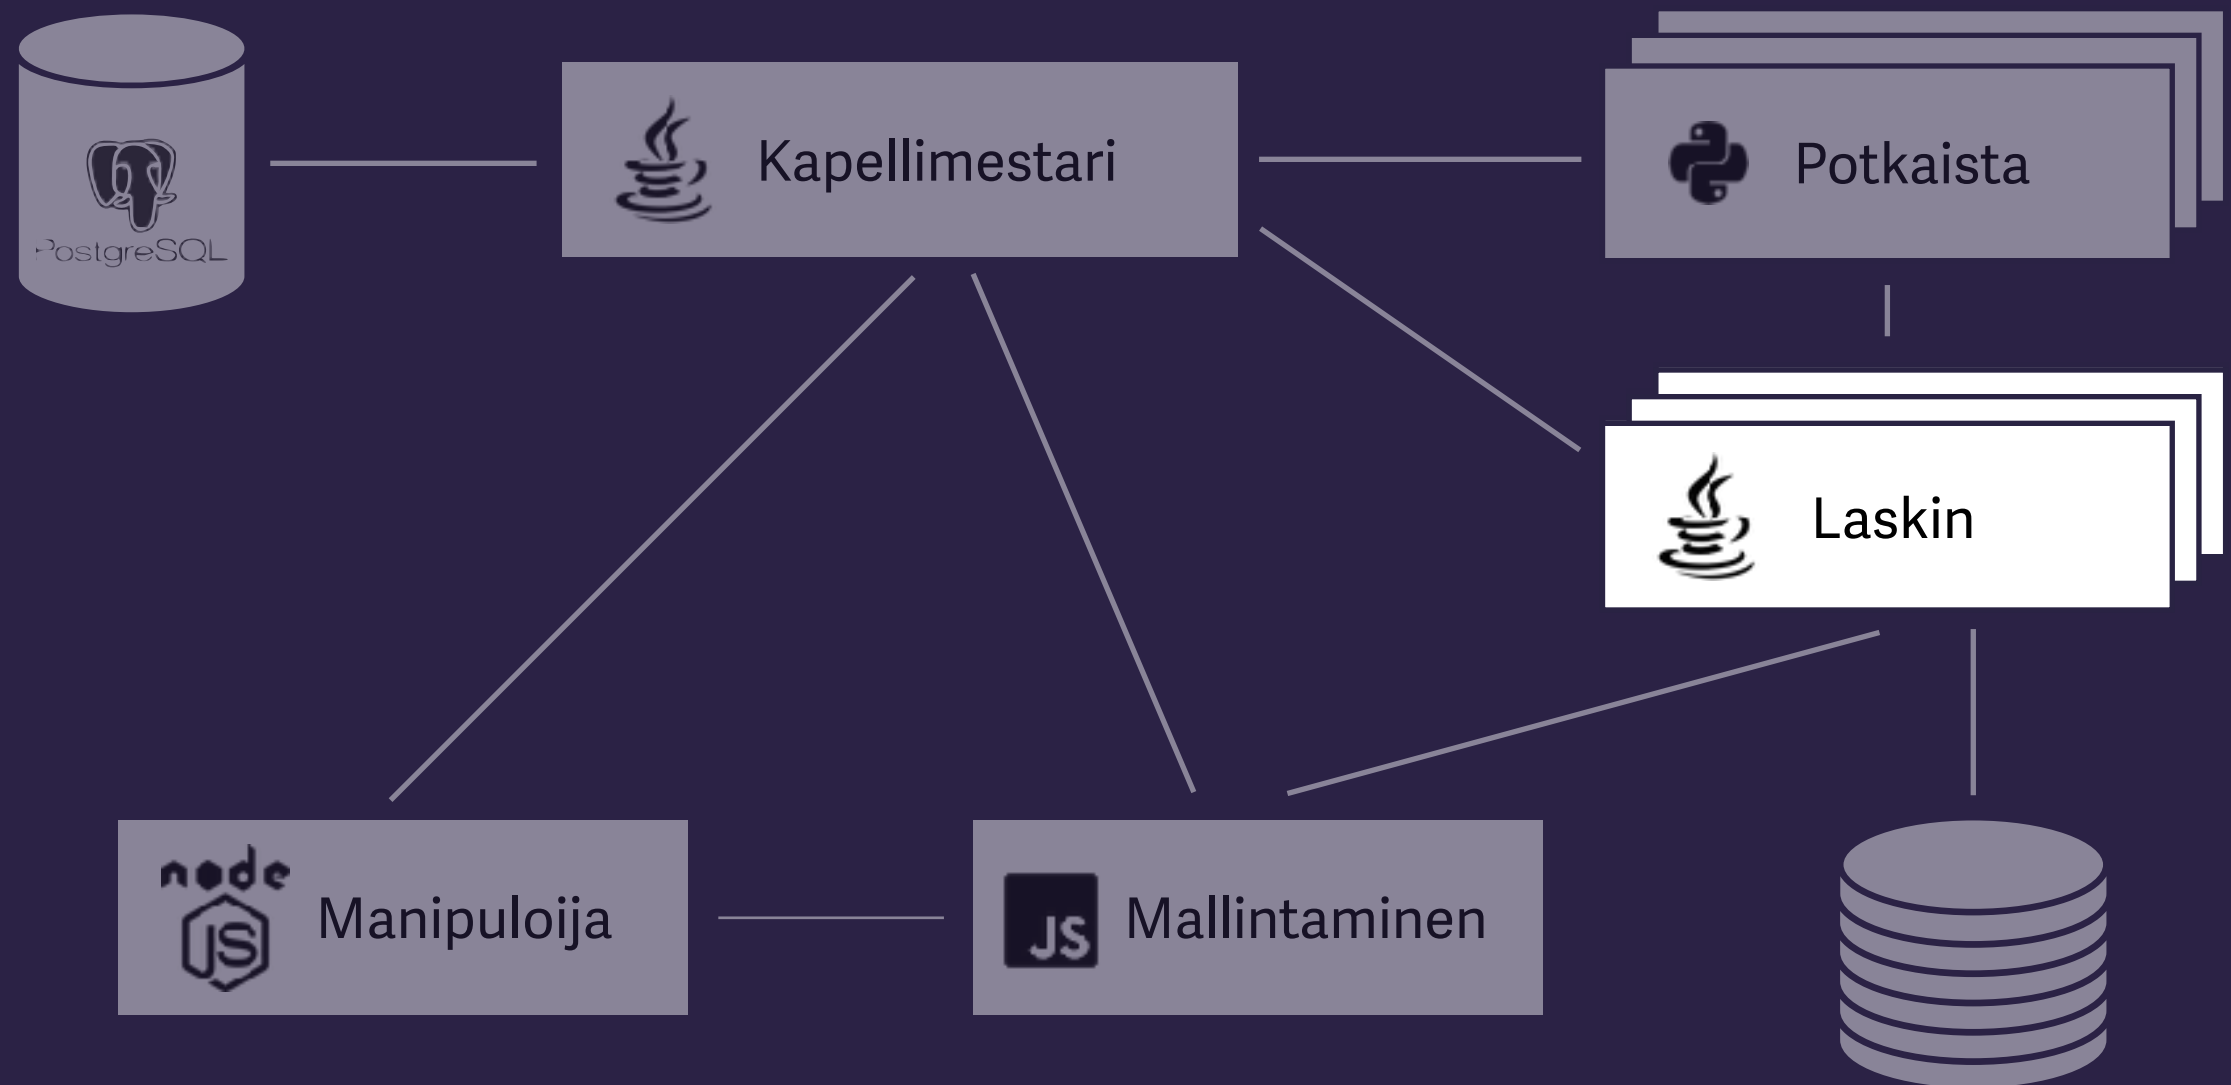 Kapellimestari
Potkaista
PostgreSQL
Laskin
node
JS
Manipuloija
JS
Mallintaminen